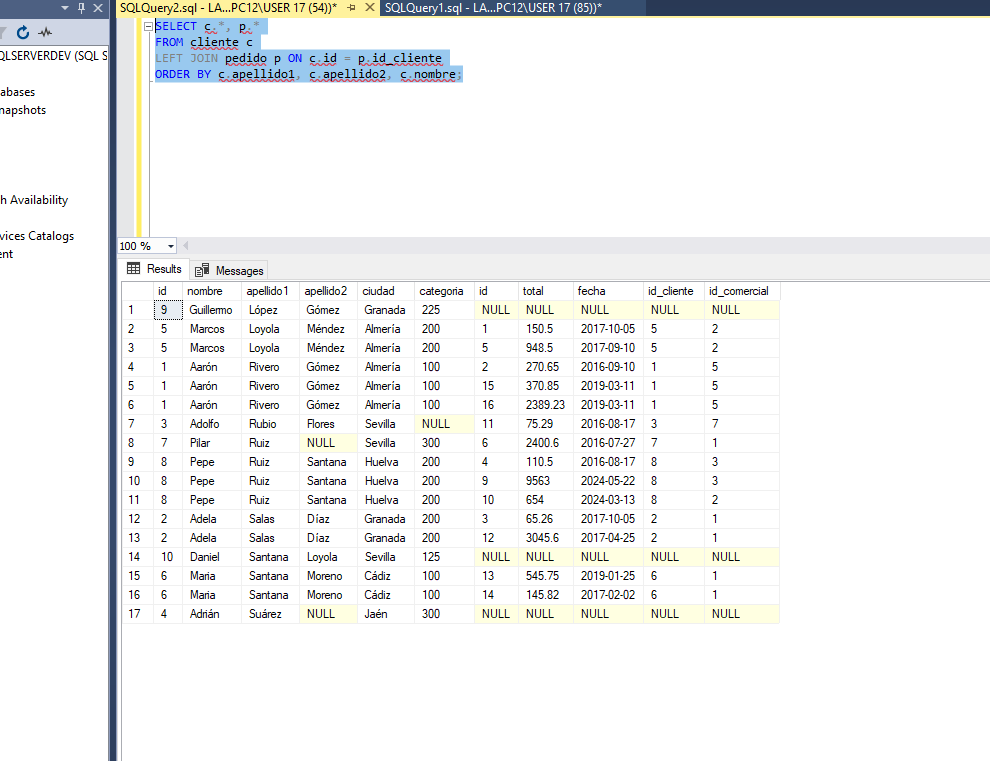 SQLQuery2.sql - LA...PC12\USER 17 (54))* SQLQuery1.sql - LA...PC12\USER 17 (85))*
QLSERVERDEV (SQL S
abases
napshots
h Availability
vices Catalogs
ent
SELECT c.*, p.*
FROM cliente c
LEFT JOIN pedido p ON c.id = p.id_cliente
ORDER BY c.apellido1, c.apellido2, c.nombre;
100 %
Results Messages
id nombre apellido1 apellido2 ciudad categoria id total fecha id_cliente id_comercial
1 9 Guillermo López Gómez Granada 225 NULL NULL NULL NULL NULL
2 5 Marcos Loyola Méndez Almería 200 1 150.5 2017-10-05 5 2
3 5 Marcos Loyola Méndez Almería 200 5 948.5 2017-09-10 5 2
4 1 Aarón Rivero Gómez Almería 100 2 270.65 2016-09-10 1 5
5 1 Aarón Rivero Gómez Almería 100 15 370.85 2019-03-11 1 5
6 1 Aarón Rivero Gómez Almería 100 16 2389.23 2019-03-11 1 5
7 3 Adolfo Rubio Flores Sevilla NULL 11 75.29 2016-08-17 3 7
8 7 Pilar Ruiz NULL Sevilla 300 6 2400.6 2016-07-27 7 1
9 8 Pepe Ruiz Santana Huelva 200 4 110.5 2016-08-17 8 3
10 8 Pepe Ruiz Santana Huelva 200 9 9563 2024-05-22 8 3
11 8 Pepe Ruiz Santana Huelva 200 10 654 2024-03-13 8 2
12 2 Adela Salas Díaz Granada 200 3 65.26 2017-10-05 2 1
13 2 Adela Salas Díaz Granada 200 12 3045.6 2017-04-25 2 1
14 10 Daniel Santana Loyola Sevilla 125 NULL NULL NULL NULL NULL
15 6 Maria Santana Moreno Cádiz 100 13 545.75 2019-01-25 6 1
16 6 Maria Santana Moreno Cádiz 100 14 145.82 2017-02-02 6 1
17 4 Adrián Suárez NULL Jaén 300 NULL NULL NULL NULL NULL